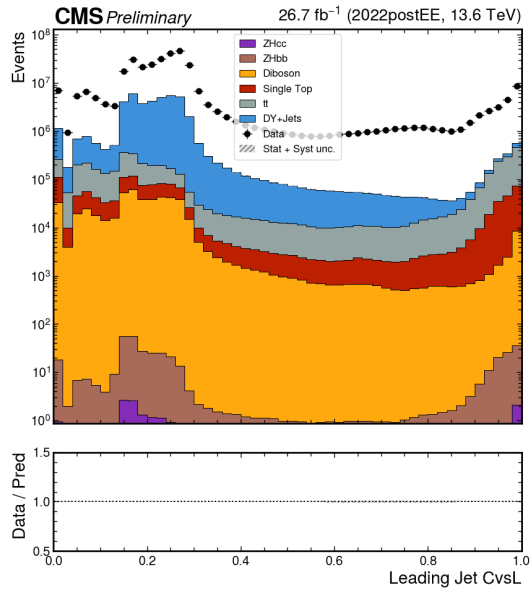 CMS Preliminary 26.7 fb⁻¹ (2022postEE, 13.6 TeV)
Events
10⁸
10⁷
10⁶
10⁵
10⁴
10³
10²
10¹
10⁰
ZHcc
ZHbb
Diboson
Single Top
tt
DY+Jets
Data
Stat + Syst unc.
Data / Pred
1.5
1.0
0.5
0.0 0.2 0.4 0.6 0.8 1.0
Leading Jet CvsL